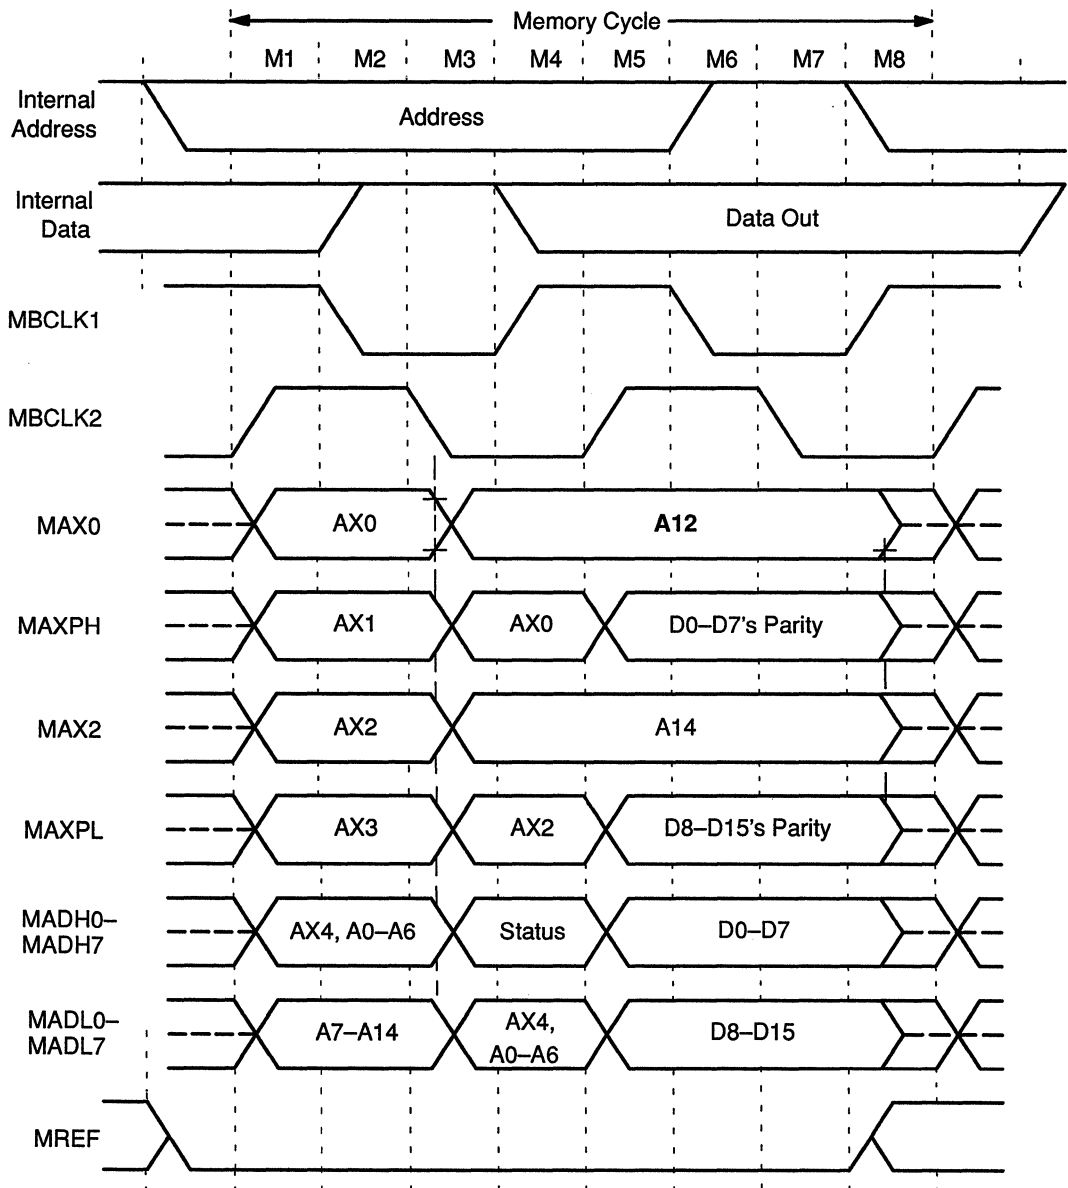 Memory Cycle
M1 M2 M3 M4 M5 M6 M7 M8
Internal
Address
Address
Internal
Data
Data Out
MBCLK1
MBCLK2
MAX0
AX0
A12
MAXPH
AX1
AX0
D0–D7's Parity
MAX2
AX2
A14
MAXPL
AX3
AX2
D8–D15's Parity
MADH0–
MADH7
AX4, A0–A6
Status
D0–D7
MADL0–
MADL7
A7–A14
AX4,
A0–A6
D8–D15
MREF